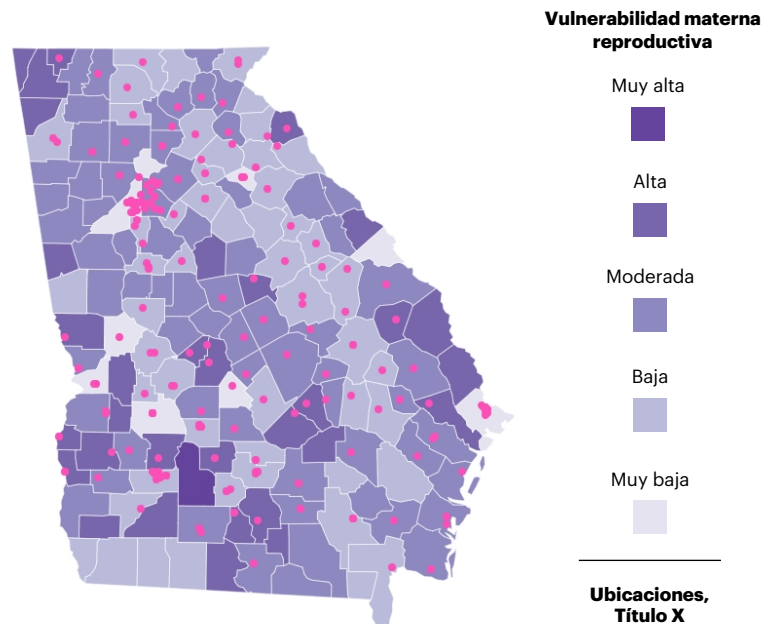 Vulnerabilidad materna
reproductiva
Muy alta
Alta
Moderada
Baja
Muy baja
Ubicaciones,
Título X